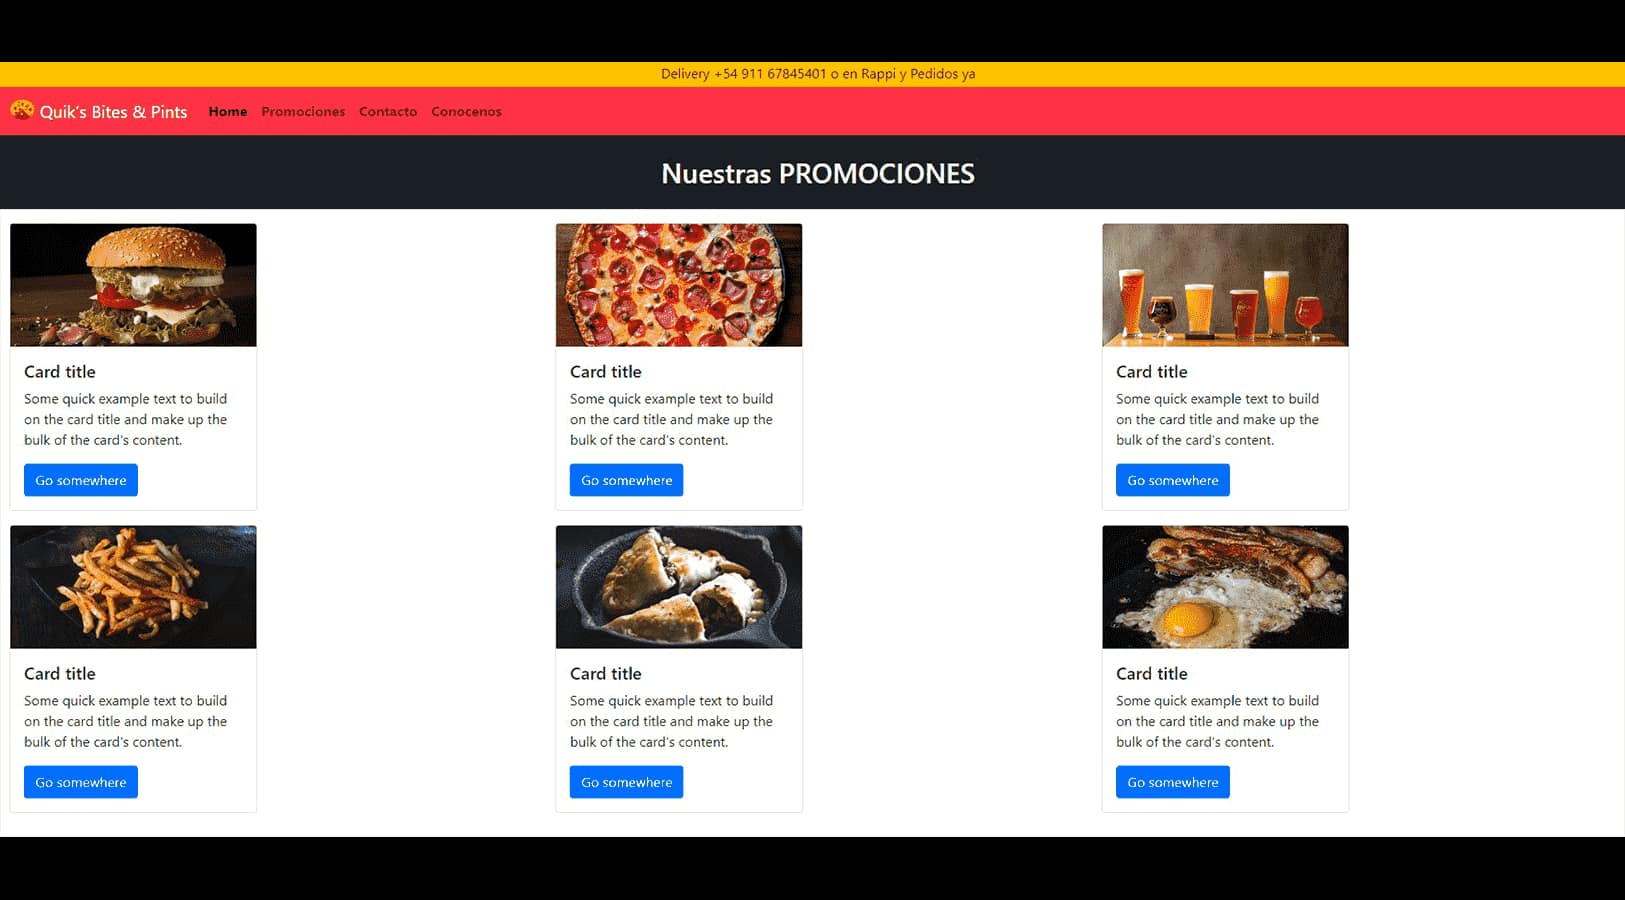 Delivery +54 911 67845401 o en Rappi y Pedidos ya
Quik's Bites & Pints Home Promociones Contacto Conocenos
Nuestras PROMOCIONES
Card title
Some quick example text to build
on the card title and make up the
bulk of the card's content.
Go somewhere
Card title
Some quick example text to build
on the card title and make up the
bulk of the card's content.
Go somewhere
Card title
Some quick example text to build
on the card title and make up the
bulk of the card's content.
Go somewhere
Card title
Some quick example text to build
on the card title and make up the
bulk of the card's content.
Go somewhere
Card title
Some quick example text to build
on the card title and make up the
bulk of the card's content.
Go somewhere
Card title
Some quick example text to build
on the card title and make up the
bulk of the card's content.
Go somewhere